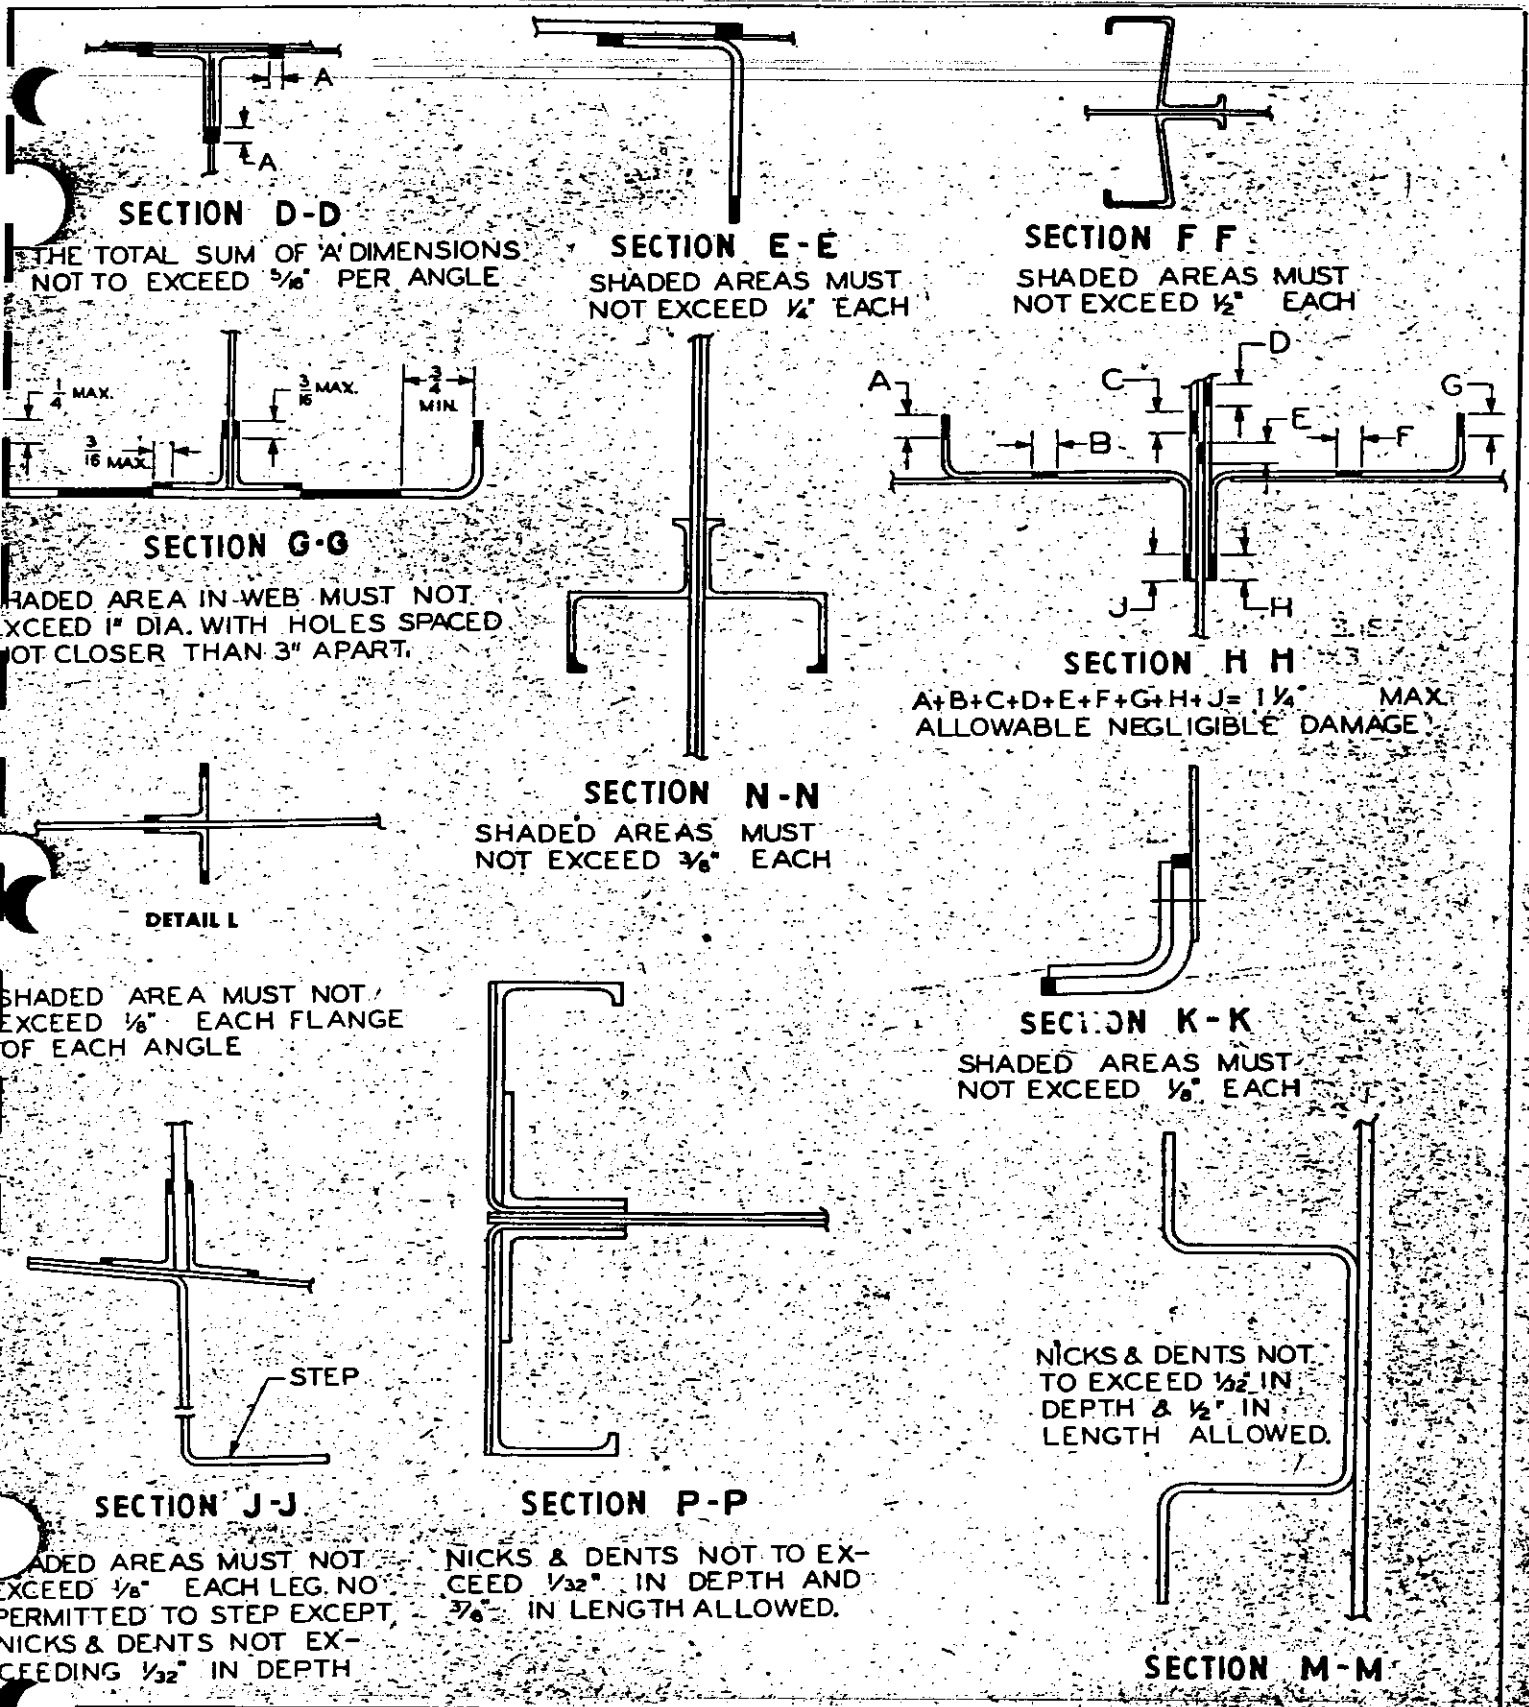 A
A
SECTION D-D
THE TOTAL SUM OF 'A' DIMENSIONS
NOT TO EXCEED 5/16" PER ANGLE
SECTION E-E
SHADED AREAS MUST
NOT EXCEED 1/4" EACH
SECTION F F
SHADED AREAS MUST
NOT EXCEED 1/2" EACH
1/4 MAX.
3/16 MAX.
3/4
MIN.
3/16 MAX.
SECTION G-G
HADED AREA IN WEB MUST NOT
XCEED 1" DIA. WITH HOLES SPACED
OT CLOSER THAN 3" APART.
SECTION N-N
SHADED AREAS MUST
NOT EXCEED 3/8" EACH
A
B
C
D
E
F
G
J
H
SECTION H H
A+B+C+D+E+F+G+H+J= 1 1/4" MAX.
ALLOWABLE NEGLIGIBLE DAMAGE
DETAIL L
SHADED AREA MUST NOT
EXCEED 1/8" EACH FLANGE
OF EACH ANGLE
SECTION K-K
SHADED AREAS MUST
NOT EXCEED 1/8" EACH
STEP
SECTION J-J
ADED AREAS MUST NOT
EXCEED 1/8" EACH LEG. NO
PERMITTED TO STEP EXCEPT
NICKS & DENTS NOT EX-
CEEDING 1/32" IN DEPTH
SECTION P-P
NICKS & DENTS NOT TO EX-
CEED 1/32" IN DEPTH AND
3/8" IN LENGTH ALLOWED.
NICKS & DENTS NOT
TO EXCEED 1/32" IN
DEPTH & 1/2" IN
LENGTH ALLOWED.
SECTION M-M